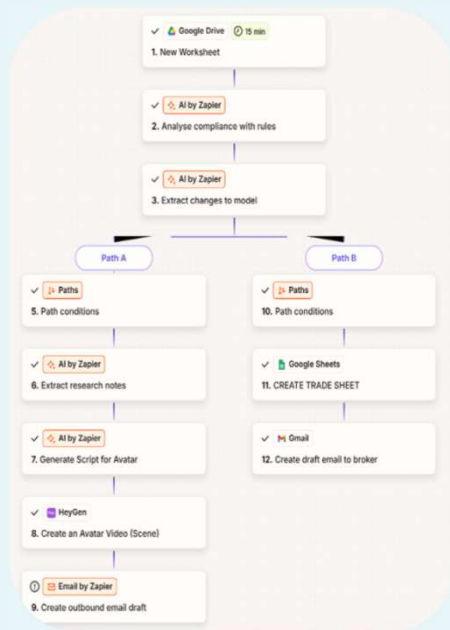 Google Drive 15 min
1. New Worksheet
AI by Zapier
2. Analyse compliance with rules
AI by Zapier
3. Extract changes to model
Path A
Paths
5. Path conditions
AI by Zapier
6. Extract research notes
AI by Zapier
7. Generate Script for Avatar
HeyGen
8. Create an Avatar Video (Scene)
Email by Zapier
9. Create outbound email draft
Path B
Paths
10. Path conditions
Google Sheets
11. CREATE TRADE SHEET
Gmail
12. Create draft email to broker